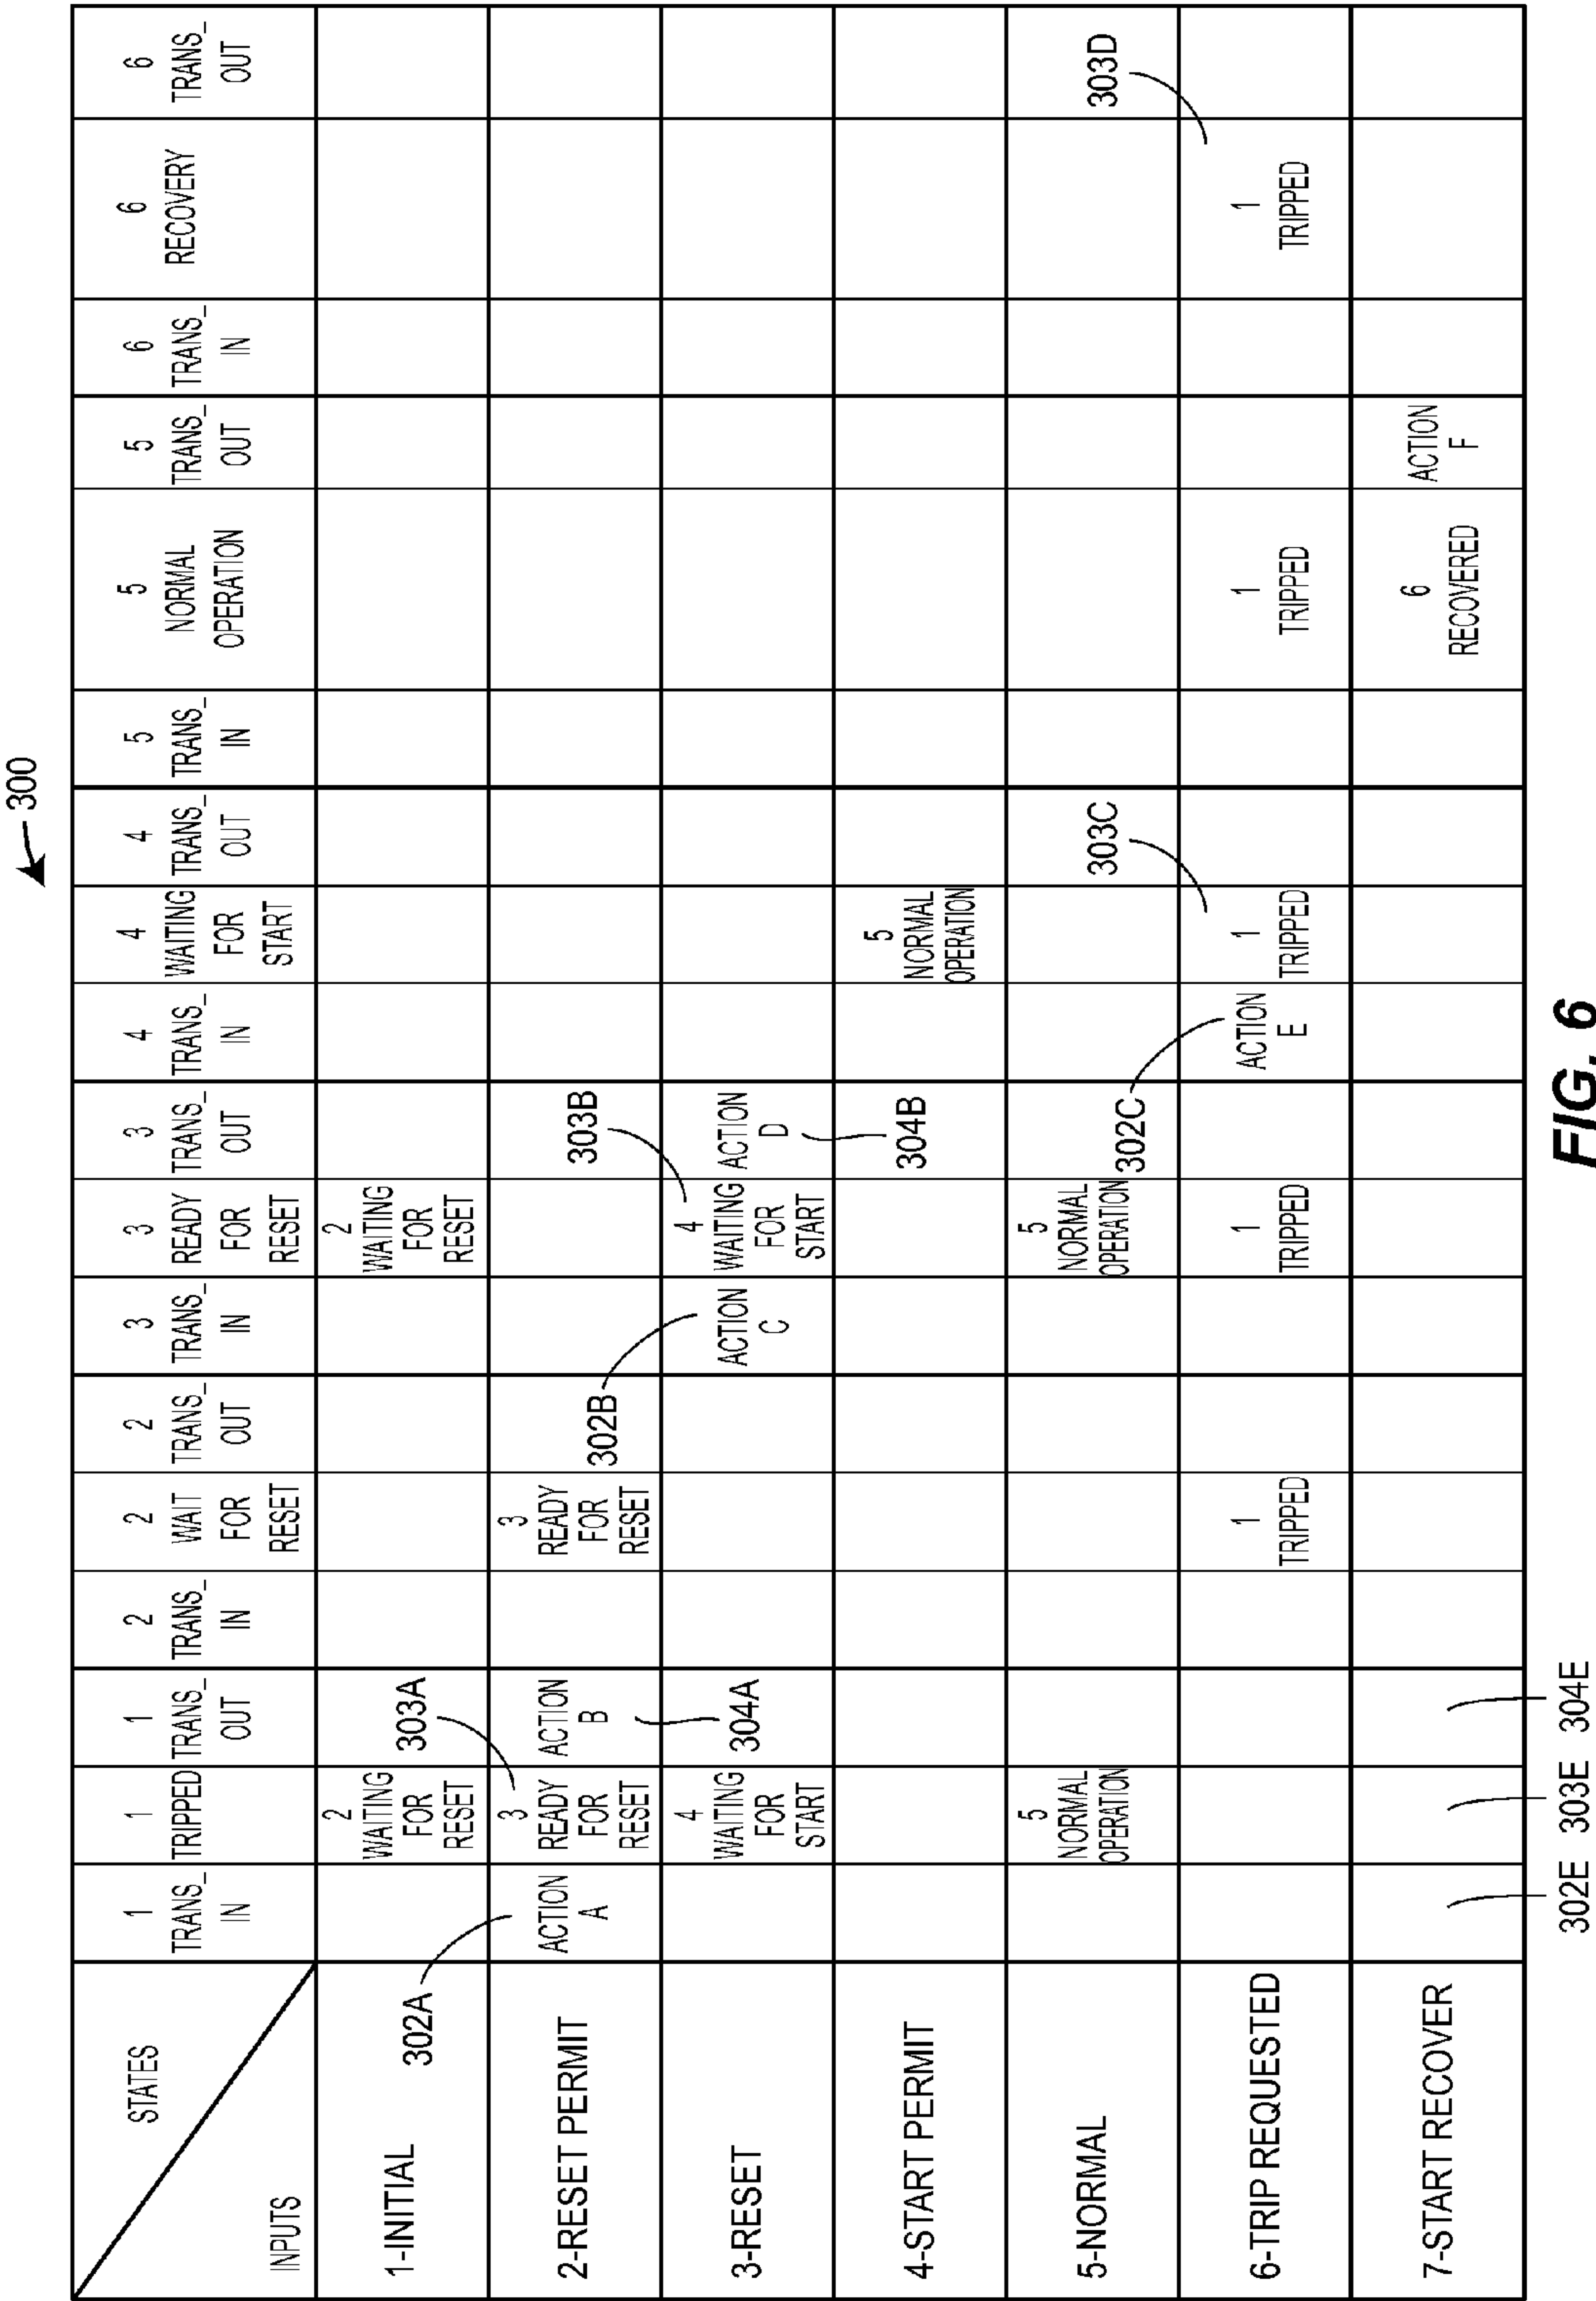 300
STATES
INPUTS
1
TRANS_
IN
1
TRIPPED
1
TRANS_
OUT
2
TRANS_
IN
2
WAIT
FOR
RESET
2
TRANS_
OUT
3
TRANS_
IN
3
READY
FOR
RESET
3
TRANS_
OUT
4
TRANS_
IN
4
WAITING
FOR
START
4
TRANS_
OUT
5
TRANS_
IN
5
NORMAL
OPERATION
5
TRANS_
OUT
6
TRANS_
IN
6
RECOVERY
6
TRANS_
OUT
1-INITIAL
302A
2
WAITING
FOR
RESET
303A
2
WAITING
FOR
RESET
2-RESET PERMIT
ACTION
A
3
READY
FOR
RESET
ACTION
B
3
READY
FOR
RESET
302B
303B
3-RESET
4
WAITING
FOR
START
304A
ACTION
C
4
WAITING
FOR
START
ACTION
D
4-START PERMIT
304B
5
NORMAL
OPERATION
5-NORMAL
5
NORMAL
OPERATION
5
NORMAL
OPERATION
302C
303C
303D
6-TRIP REQUESTED
1
TRIPPED
1
TRIPPED
ACTION
E
1
TRIPPED
1
TRIPPED
1
TRIPPED
7-START RECOVER
6
RECOVERED
ACTION
F
302E
303E
304E
FIG. 6